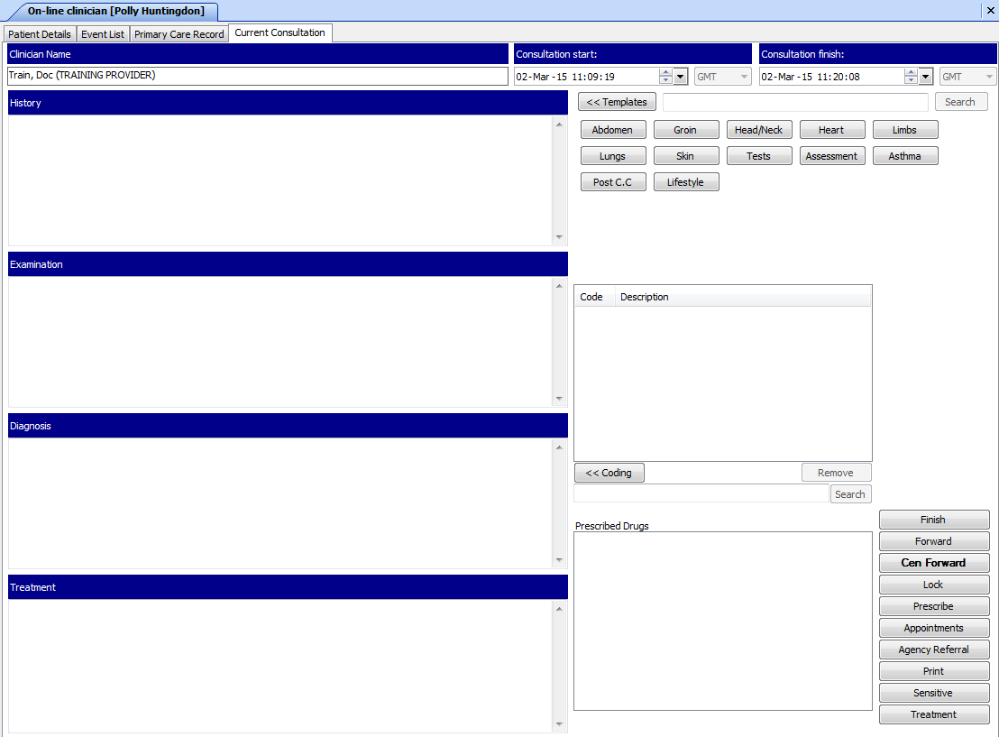 On-line clinician [Polly Huntingdon]
Patient Details Event List Primary Care Record Current Consultation
Clinician Name Consultation start: Consultation finish:
Train, Doc (TRAINING PROVIDER) 02-Mar-15 11:09:19 GMT 02-Mar-15 11:20:08 GMT
History
<< Templates Search
Abdomen Groin Head/Neck Heart Limbs
Lungs Skin Tests Assessment Asthma
Post C.C Lifestyle
Examination
Code Description
Diagnosis
<< Coding Remove
Search
Prescribed Drugs
Treatment
Finish
Forward
Cen Forward
Lock
Prescribe
Appointments
Agency Referral
Print
Sensitive
Treatment